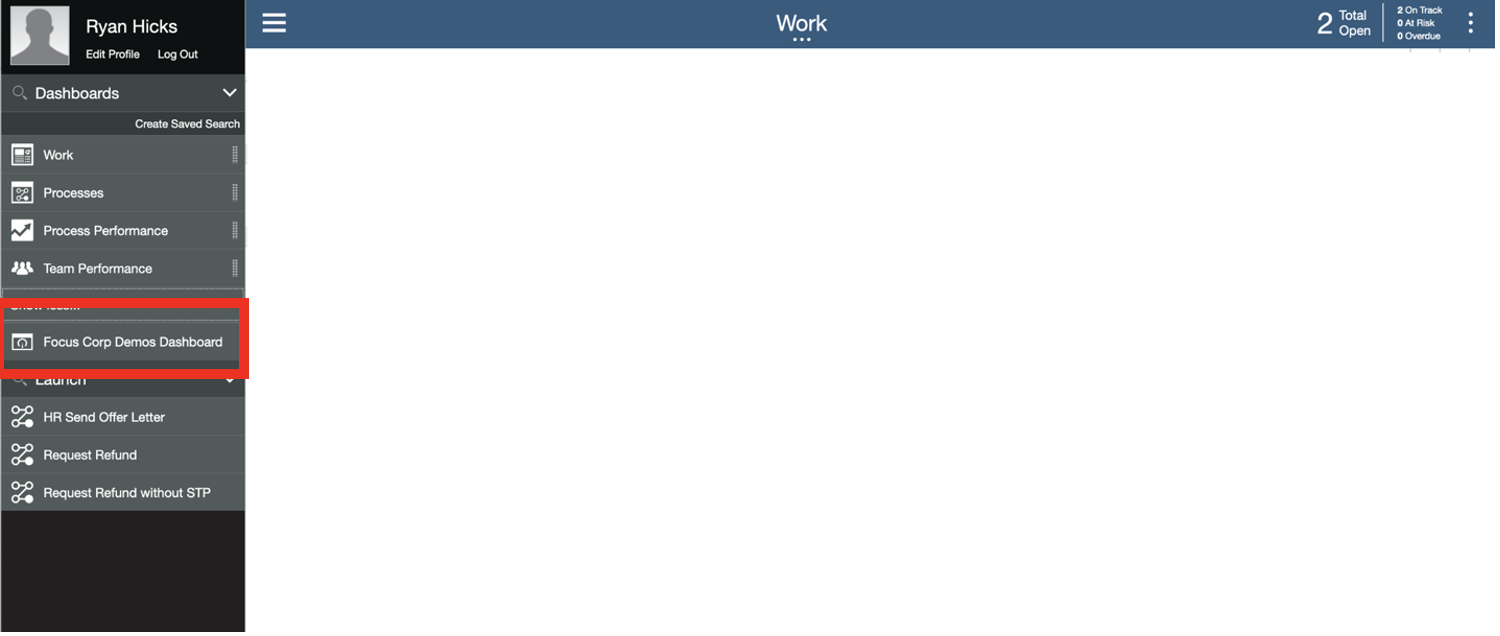 Ryan Hicks
Edit Profile Log Out
Dashboards
Create Saved Search
Work
Processes
Process Performance
Team Performance
Show less...
Focus Corp Demos Dashboard
Launch
HR Send Offer Letter
Request Refund
Request Refund without STP
Work
2 Total Open
2 On Track
0 At Risk
0 Overdue